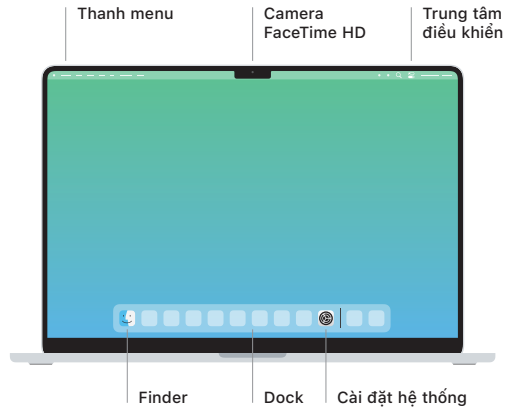 Thanh menu
Camera
FaceTime HD
Trung tâm
điều khiển
Finder
Dock
Cài đặt hệ thống